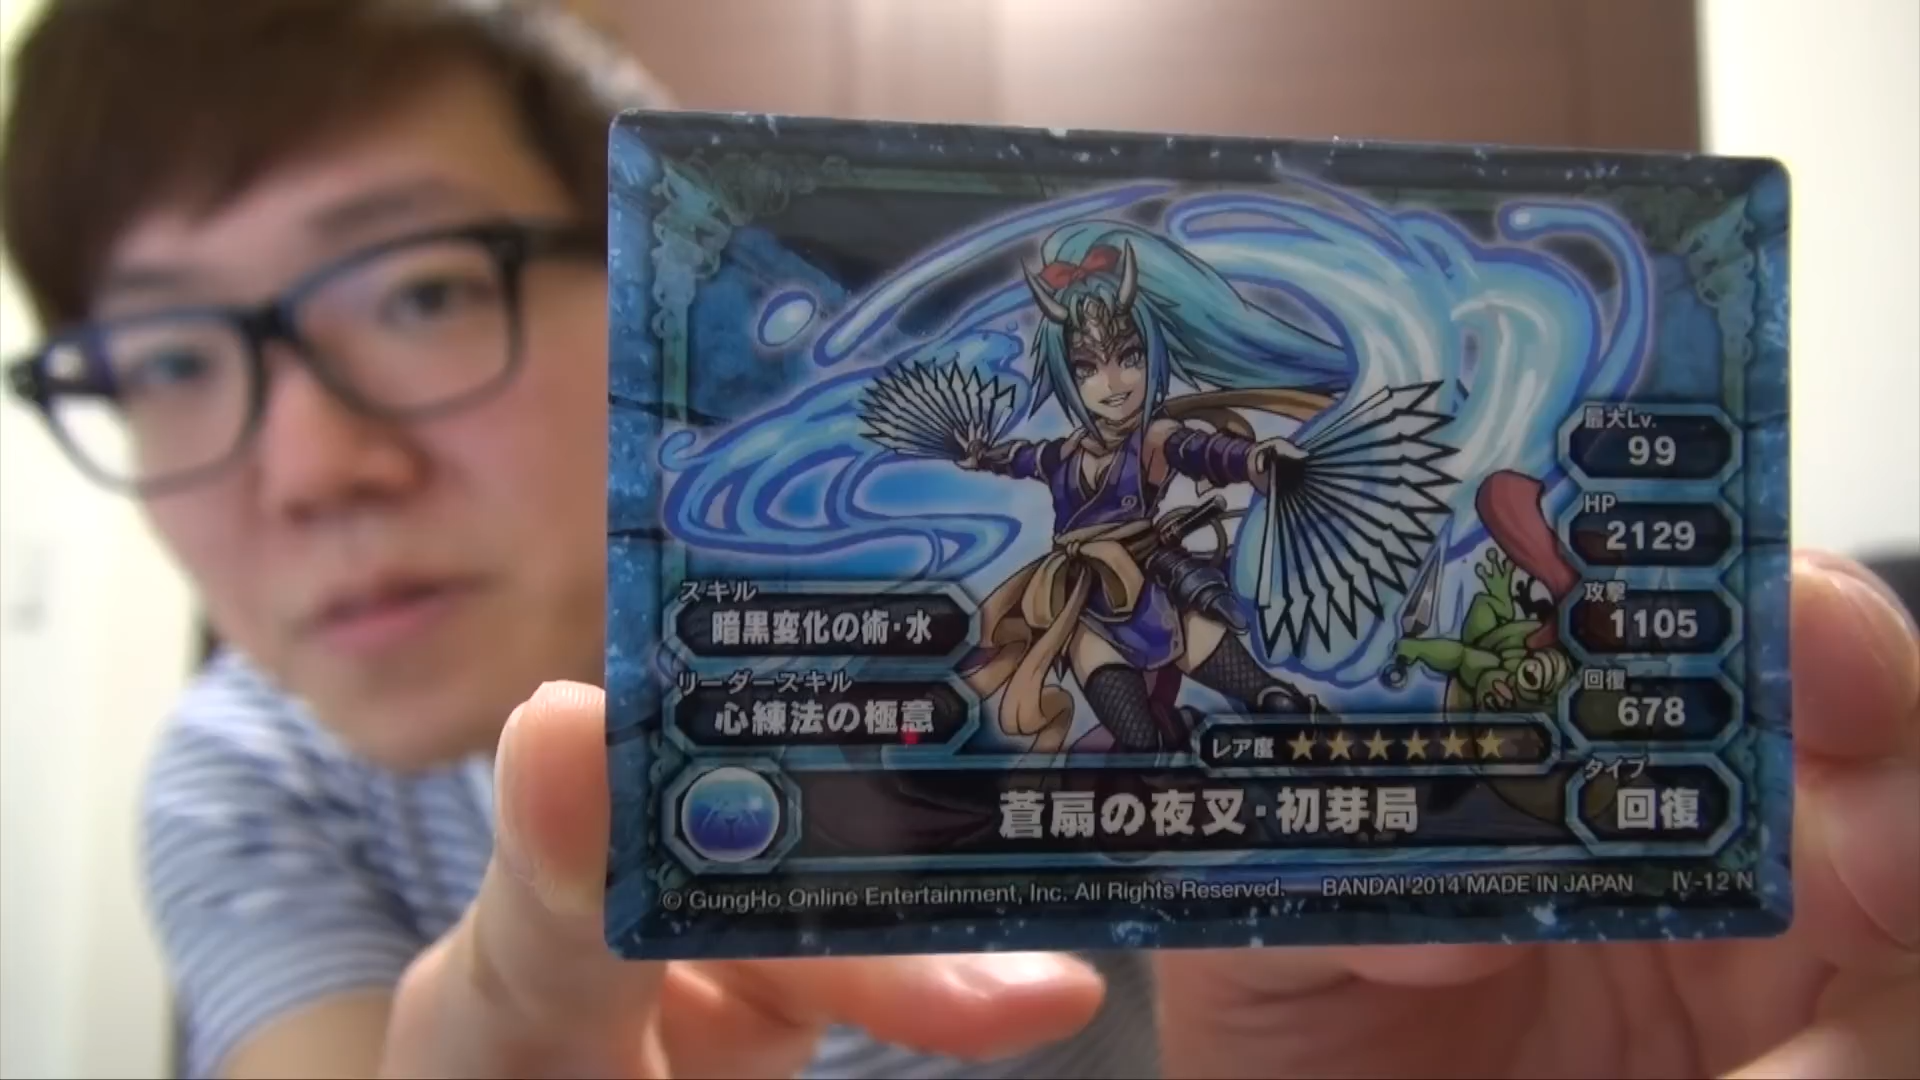 最大Lv.
99
HP
2129
攻撃
1105
回復
678
タイプ
回復
スキル
暗黒変化の術・水
リーダースキル
心練法の極意
レア度 ★★★★★★
蒼扇の夜叉・初芽局
© GungHo Online Entertainment, Inc. All Rights Reserved. BANDAI 2014 MADE IN JAPAN IV-12 N